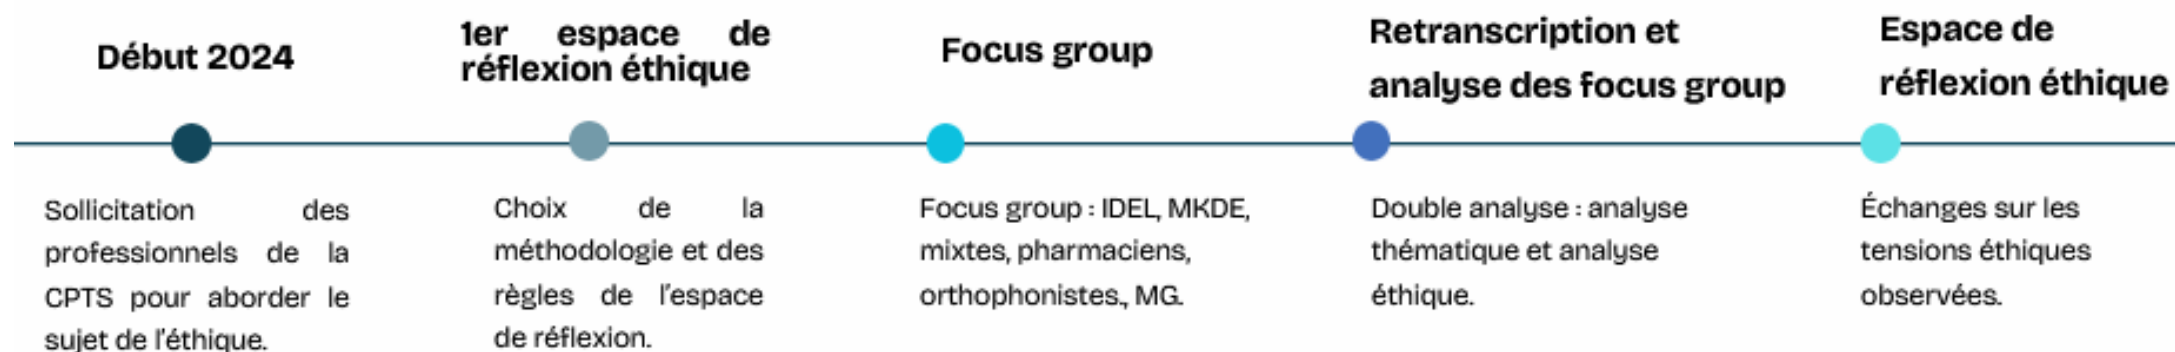 Début 2024
Sollicitation des
professionnels de la
CPTS pour aborder le
sujet de l'éthique.
1er espace de
réflexion éthique
Choix de la
méthodologie et des
règles de l'espace
de réflexion.
Focus group
Focus group : IDEL, MKDE,
mixtes, pharmaciens,
orthophonistes., MG.
Retranscription et
analyse des focus group
Double analyse : analyse
thématique et analyse
éthique.
Espace de
réflexion éthique
Échanges sur les
tensions éthiques
observées.